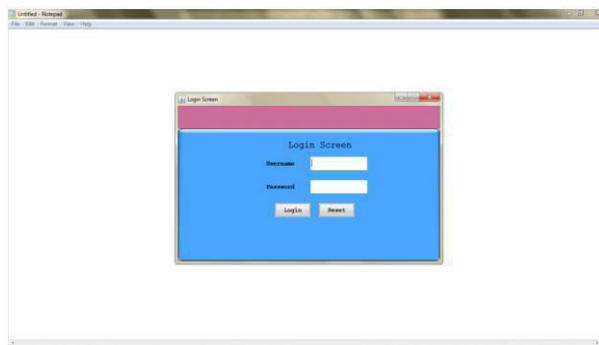 Untitled - Notepad
File Edit Format View Help
Login Screen
Login Screen
Username
Password
Login Reset